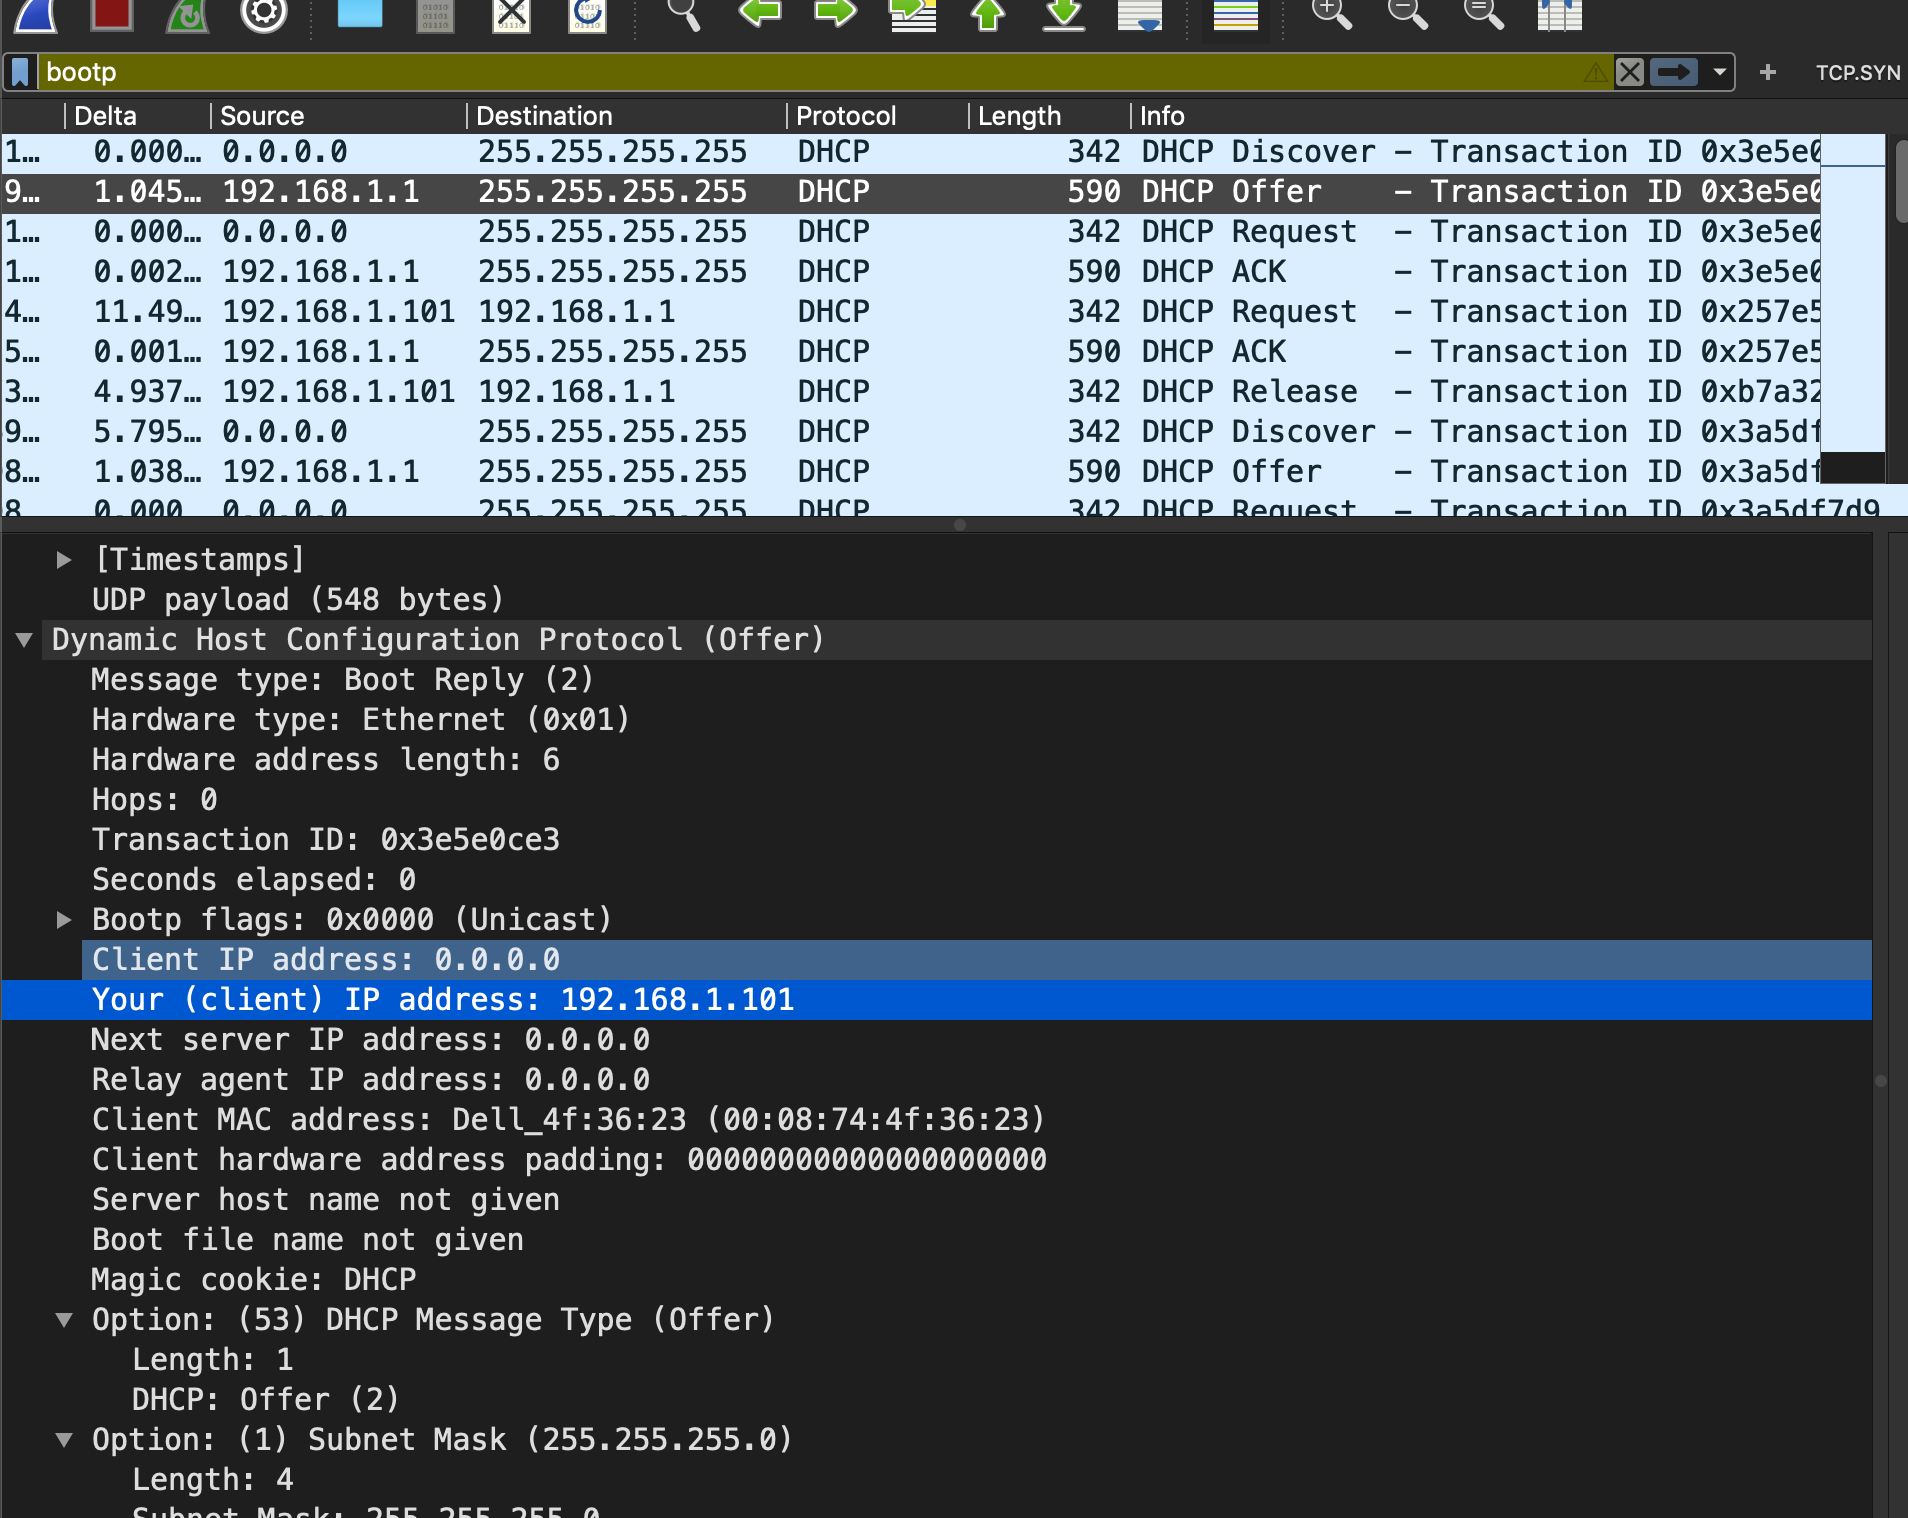 bootp TCP.SYN
Delta Source Destination Protocol Length Info
1… 0.000… 0.0.0.0 255.255.255.255 DHCP 342 DHCP Discover – Transaction ID 0x3e5e0
9… 1.045… 192.168.1.1 255.255.255.255 DHCP 590 DHCP Offer – Transaction ID 0x3e5e0
1… 0.000… 0.0.0.0 255.255.255.255 DHCP 342 DHCP Request – Transaction ID 0x3e5e0
1… 0.002… 192.168.1.1 255.255.255.255 DHCP 590 DHCP ACK – Transaction ID 0x3e5e0
4… 11.49… 192.168.1.101 192.168.1.1 DHCP 342 DHCP Request – Transaction ID 0x257e5
5… 0.001… 192.168.1.1 255.255.255.255 DHCP 590 DHCP ACK – Transaction ID 0x257e5
3… 4.937… 192.168.1.101 192.168.1.1 DHCP 342 DHCP Release – Transaction ID 0xb7a32
9… 5.795… 0.0.0.0 255.255.255.255 DHCP 342 DHCP Discover – Transaction ID 0x3a5df
8… 1.038… 192.168.1.1 255.255.255.255 DHCP 590 DHCP Offer – Transaction ID 0x3a5df
8 0.000 0.0.0.0 255.255.255.255 DHCP 342 DHCP Request – Transaction ID 0x3a5df7d9
[Timestamps]
UDP payload (548 bytes)
Dynamic Host Configuration Protocol (Offer)
Message type: Boot Reply (2)
Hardware type: Ethernet (0x01)
Hardware address length: 6
Hops: 0
Transaction ID: 0x3e5e0ce3
Seconds elapsed: 0
Bootp flags: 0x0000 (Unicast)
Client IP address: 0.0.0.0
Your (client) IP address: 192.168.1.101
Next server IP address: 0.0.0.0
Relay agent IP address: 0.0.0.0
Client MAC address: Dell_4f:36:23 (00:08:74:4f:36:23)
Client hardware address padding: 00000000000000000000
Server host name not given
Boot file name not given
Magic cookie: DHCP
Option: (53) DHCP Message Type (Offer)
Length: 1
DHCP: Offer (2)
Option: (1) Subnet Mask (255.255.255.0)
Length: 4
Subnet Mask: 255.255.255.0